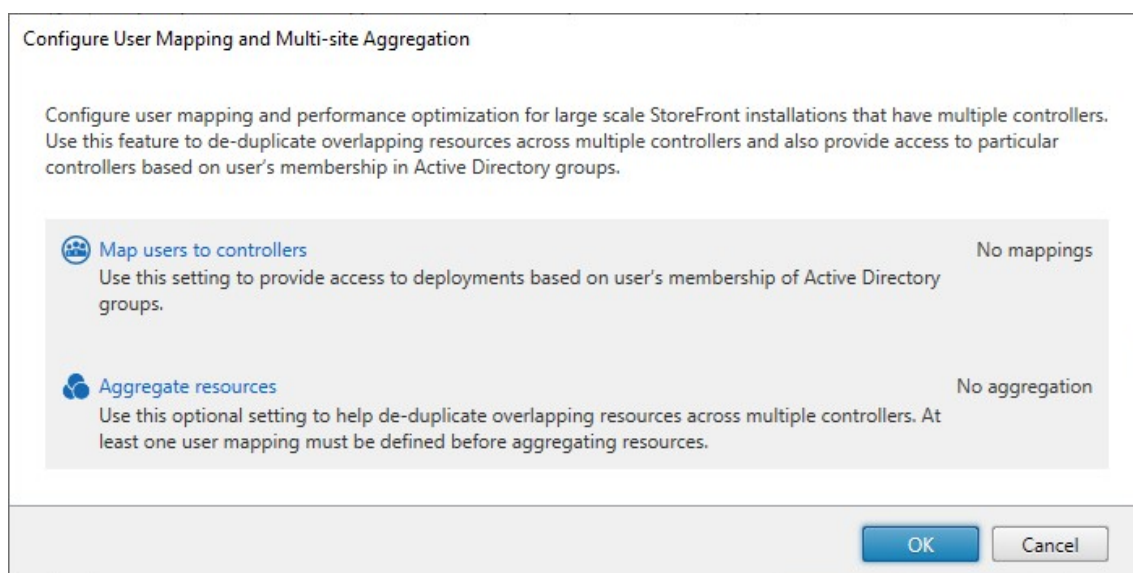 Configure User Mapping and Multi-site Aggregation
Configure user mapping and performance optimization for large scale StoreFront installations that have multiple controllers.
Use this feature to de-duplicate overlapping resources across multiple controllers and also provide access to particular
controllers based on user's membership in Active Directory groups.
Map users to controllers
No mappings
Use this setting to provide access to deployments based on user's membership of Active Directory
groups.
Aggregate resources
No aggregation
Use this optional setting to help de-duplicate overlapping resources across multiple controllers. At
least one user mapping must be defined before aggregating resources.
OK
Cancel